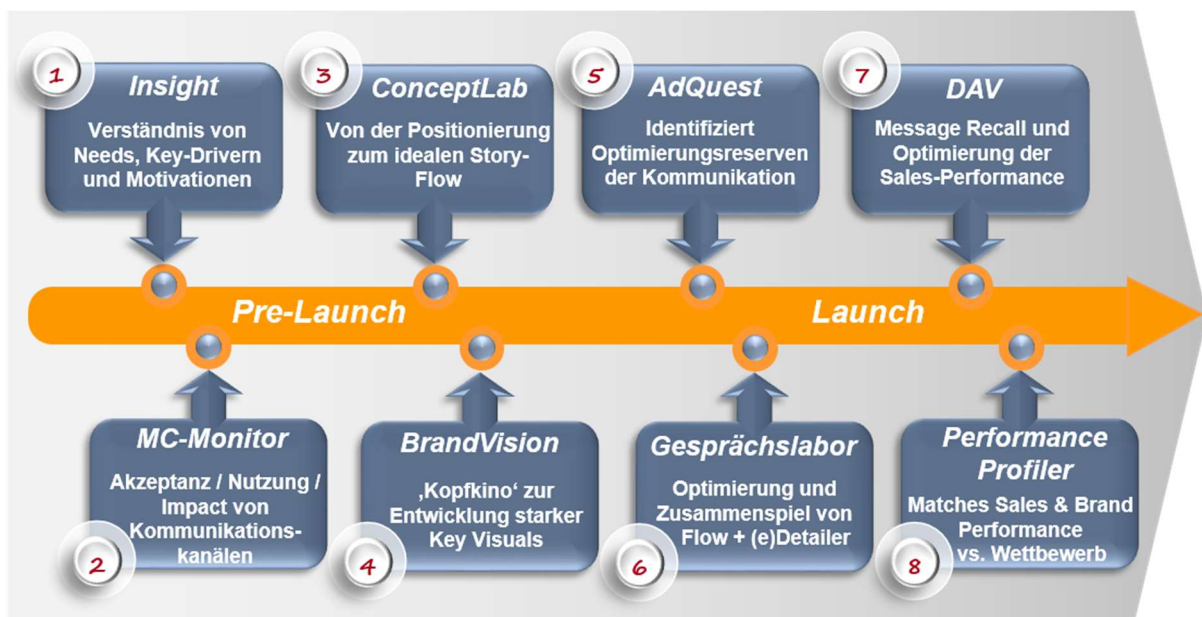 1
Insight
Verständnis von
Needs, Key-Drivern
und Motivationen
3
ConceptLab
Von der Positionierung
zum idealen Story-
Flow
5
AdQuest
Identifiziert
Optimierungsreserven
der Kommunikation
7
DAV
Message Recall und
Optimierung der
Sales-Performance
Pre-Launch
Launch
MC-Monitor
Akzeptanz / Nutzung /
Impact von
Kommunikations-
kanälen
2
BrandVision
‚Kopfkino‘ zur
Entwicklung starker
Key Visuals
4
Gesprächslabor
Optimierung und
Zusammenspiel von
Flow + (e)Detailer
6
Performance
Profiler
Matches Sales & Brand
Performance
vs. Wettbewerb
8